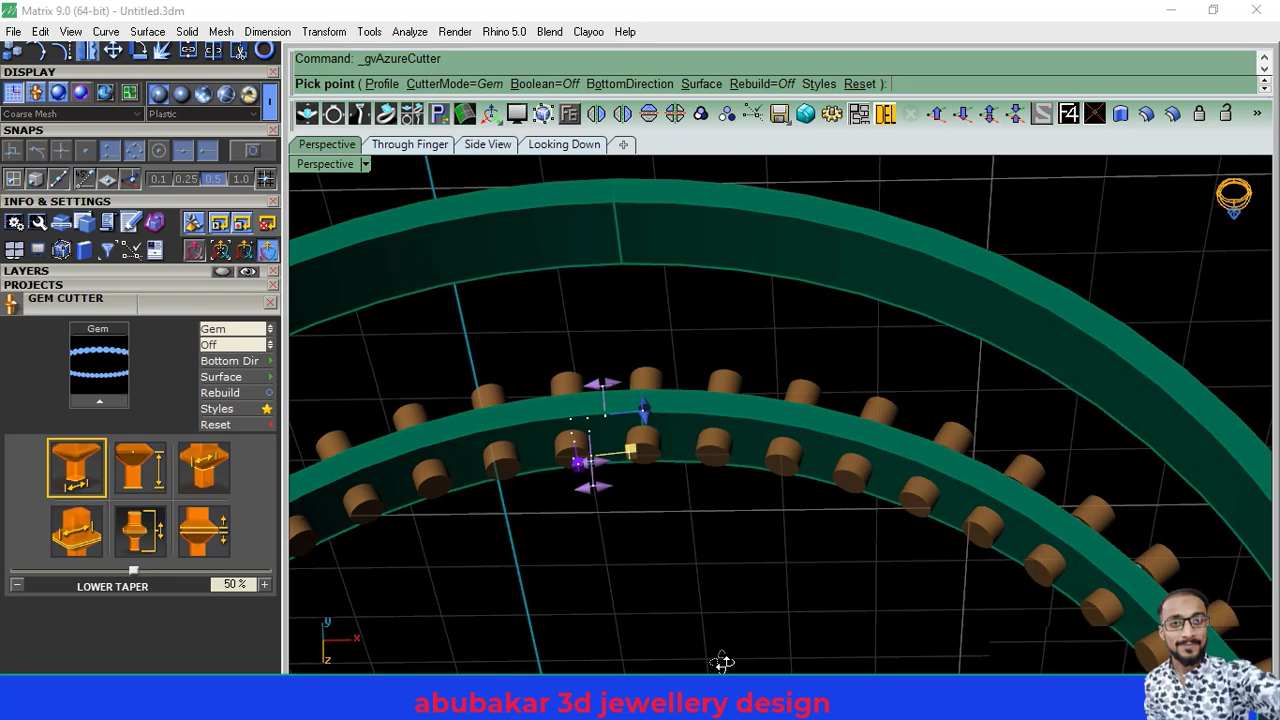 Matrix 9.0 (64-bit) - Untitled.3dm
File Edit View Curve Surface Solid Mesh Dimension Transform Tools Analyze Render Rhino 5.0 Blend Clayoo Help
Command: _gvAzureCutter
Pick point ( Profile CutterMode=Gem Boolean=Off BottomDirection Surface Rebuild=Off Styles Reset ):
DISPLAY
Coarse Mesh
Plastic
SNAPS
0.1 0.25 0.5 1.0
INFO & SETTINGS
LAYERS
PROJECTS
GEM CUTTER
Gem
Gem
Off
Bottom Dir
Surface
Rebuild
Styles
Reset
50 %
LOWER TAPER
F4
Perspective Through Finger Side View Looking Down
Perspective
y
x
z
abubakar 3d jewellery design